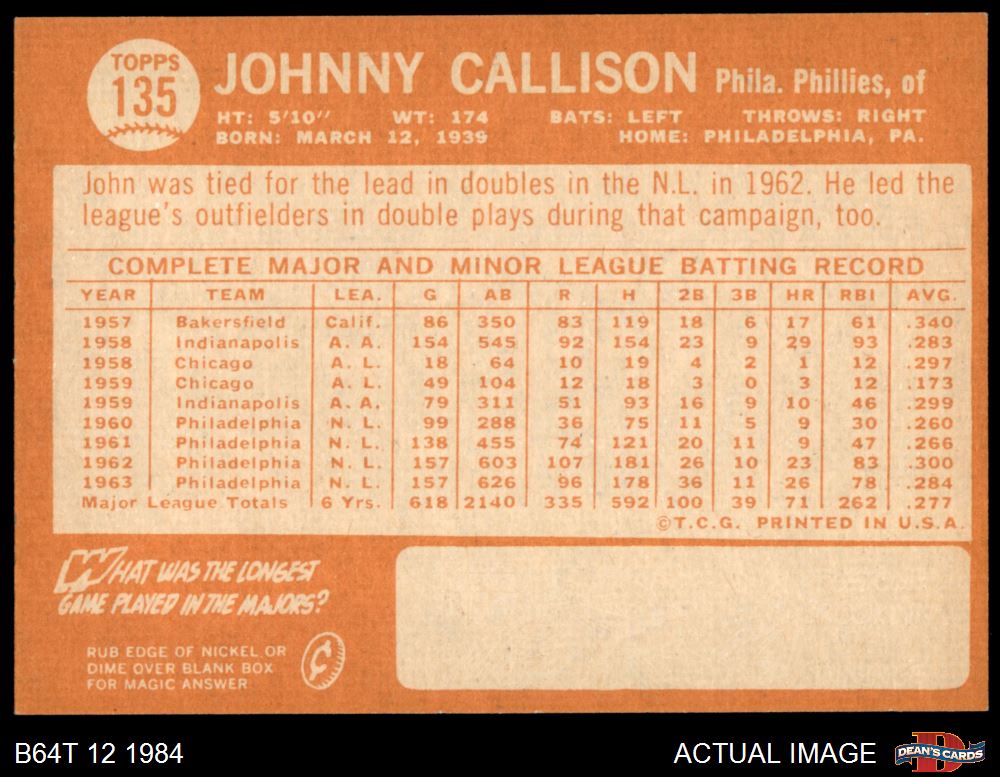 TOPPS
135
JOHNNY CALLISON Phila. Phillies, of
HT: 5'10" WT: 174 BATS: LEFT THROWS: RIGHT
BORN: MARCH 12, 1939 HOME: PHILADELPHIA, PA.
John was tied for the lead in doubles in the N.L. in 1962. He led the
league's outfielders in double plays during that campaign, too.
COMPLETE MAJOR AND MINOR LEAGUE BATTING RECORD
YEAR TEAM LEA. G AB R H 2B 3B HR RBI AVG.
1957 Bakersfield Calif. 86 350 83 119 18 6 17 61 .340
1958 Indianapolis A. A. 154 545 92 154 23 9 29 93 .283
1958 Chicago A. L. 18 64 10 19 4 2 1 12 .297
1959 Chicago A. L. 49 104 12 18 3 0 3 12 .173
1959 Indianapolis A. A. 79 311 51 93 16 9 10 46 .299
1960 Philadelphia N. L. 99 288 36 75 11 5 9 30 .260
1961 Philadelphia N. L. 138 455 74 121 20 11 9 47 .266
1962 Philadelphia N. L. 157 603 107 181 26 10 23 83 .300
1963 Philadelphia N. L. 157 626 96 178 36 11 26 78 .284
Major League Totals 6 Yrs. 618 2140 335 592 100 39 71 262 .277
©T.C.G. PRINTED IN U.S.A.
WHAT WAS THE LONGEST
GAME PLAYED IN THE MAJORS?
RUB EDGE OF NICKEL OR
DIME OVER BLANK BOX
FOR MAGIC ANSWER
¢
B64T 12 1984
ACTUAL IMAGE
D
DEAN'S CARDS